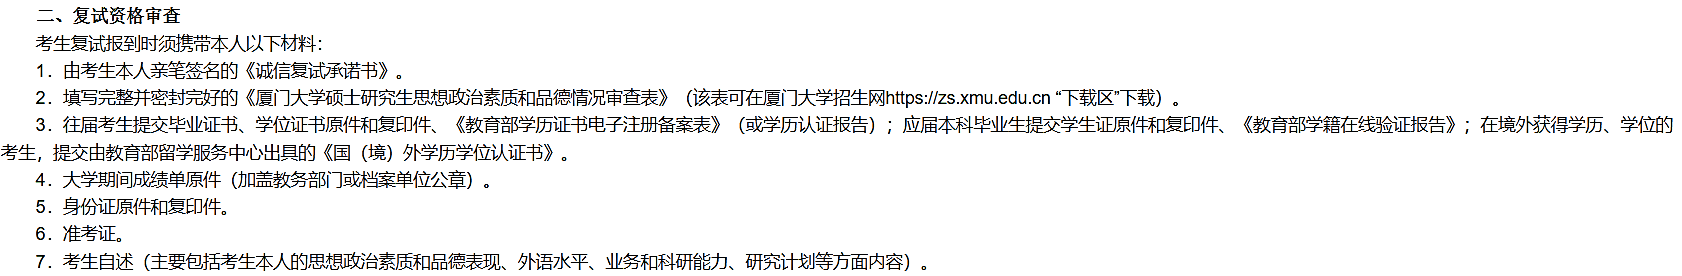 二、复试资格审查
考生复试报到时须携带本人以下材料：
1．由考生本人亲笔签名的《诚信复试承诺书》。
2．填写完整并密封完好的《厦门大学硕士研究生思想政治素质和品德情况审查表》（该表可在厦门大学招生网https://zs.xmu.edu.cn “下载区”下载）。
3．往届考生提交毕业证书、学位证书原件和复印件、《教育部学历证书电子注册备案表》（或学历认证报告）；应届本科毕业生提交学生证原件和复印件、《教育部学籍在线验证报告》；在境外获得学历、学位的
考生，提交由教育部留学服务中心出具的《国（境）外学历学位认证书》。
4．大学期间成绩单原件（加盖教务部门或档案单位公章）。
5．身份证原件和复印件。
6．准考证。
7．考生自述（主要包括考生本人的思想政治素质和品德表现、外语水平、业务和科研能力、研究计划等方面内容）。